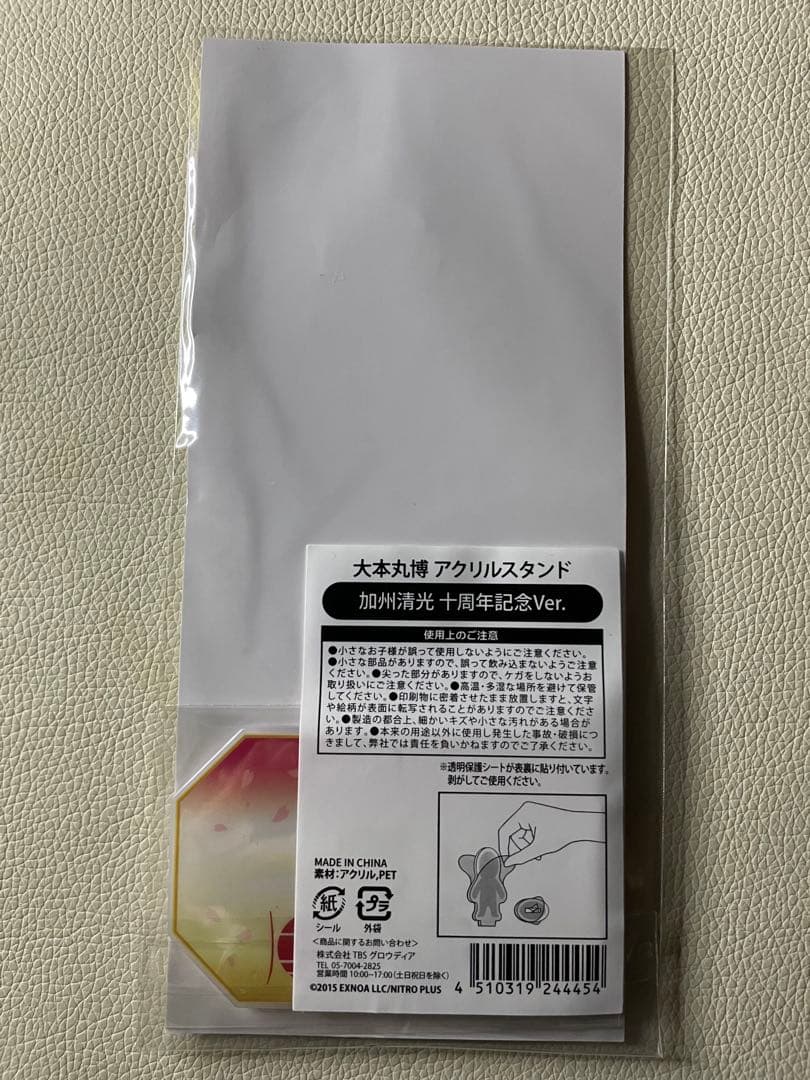 大本丸博 アクリルスタンド
加州清光 十周年記念Ver.
使用上のご注意
●小さなお子様が誤って使用しないようにご注意ください。
●小さな部品がありますので、誤って飲み込まないようご注意
ください。●尖った部分がありますので、ケガをしないようお
取り扱いにご注意ください。●高温・多湿な場所を避けて保管
してください。●印刷物に密着させたまま放置しますと、文字
や絵柄が表面に転写されることがありますのでご注意くださ
い。●製造の都合上、細かいキズや小さな汚れがある場合が
あります。●本来の用途以外に使用し発生した事故・破損につ
きまして、弊社では責任を負いかねますのでご了承ください。
※透明保護シートが表裏に貼り付いています。
剥がしてご使用ください。
MADE IN CHINA
素材:アクリル,PET
紙 プラ
シール 外袋
<商品に関するお問い合わせ>
株式会社 TBS グロウディア
TEL 05-7004-2825
営業時間 10:00~17:00 (土日祝日を除く)
©2015 EXNOA LLC/NITRO PLUS
4 510319 244454